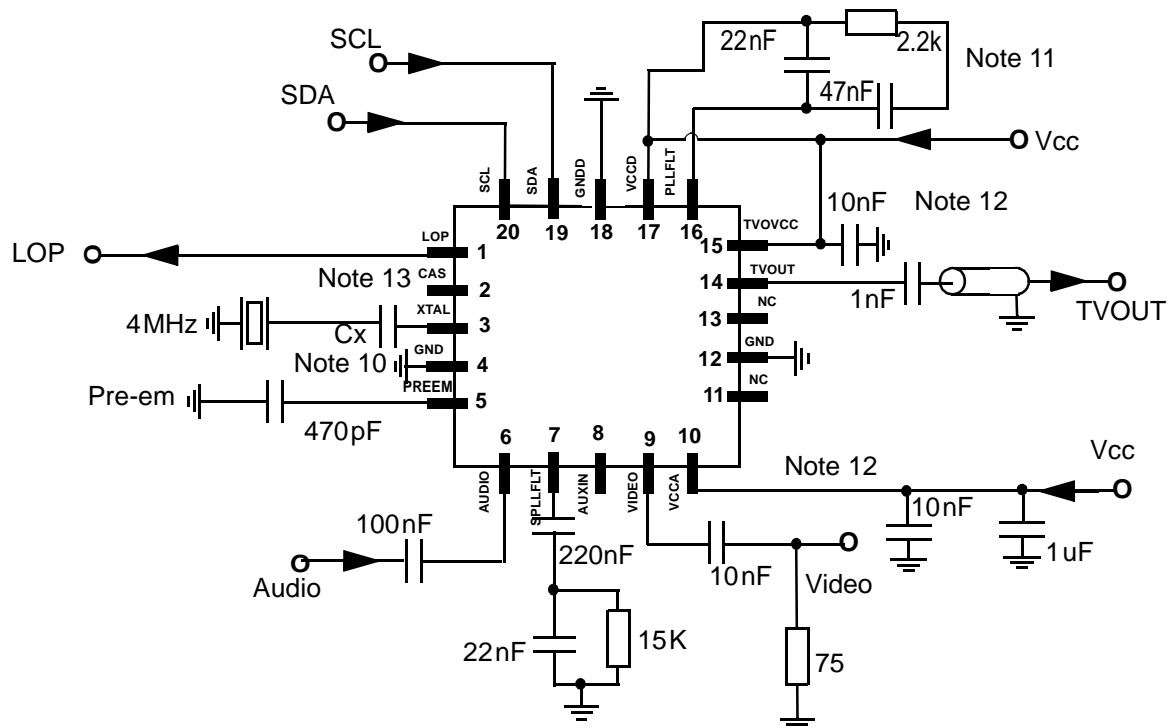 SCL
22nF
2.2k
Note 11
SDA
47nF
Vcc
SCL
SDA
GNDD
VCCD
PLLFLT
10nF
Note 12
20
19
18
17
16
TVOVCC
15
LOP
LOP
1
Note 13
CAS
2
14
TVOUT
1nF
TVOUT
4MHz
Cx
XTAL
3
13
NC
Note 10
GND
4
12
GND
Pre-em
PREEM
5
11
NC
470pF
6
7
8
9
10
AUDIO
SPLLFLT
AUXIN
VIDEO
VCCA
Note 12
Vcc
100nF
10nF
1uF
Audio
220nF
10nF
Video
22nF
15K
75